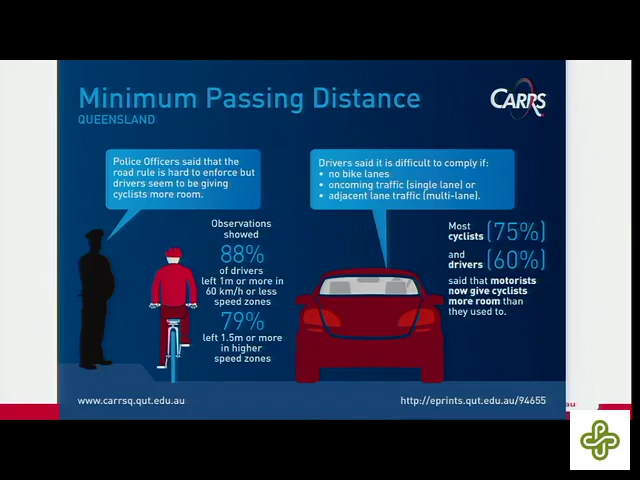 Minimum Passing Distance
QUEENSLAND
CARRS
Police Officers said that the
road rule is hard to enforce but
drivers seem to be giving
cyclists more room.
Drivers said it is difficult to comply if:
• no bike lanes
• oncoming traffic (single lane) or
• adjacent lane traffic (multi-lane).
Observations
showed
88%
of drivers
left 1m or more in
60 km/h or less
speed zones
79%
left 1.5m or more
in higher
speed zones
Most
cyclists (75%)
and
drivers (60%)
said that motorists
now give cyclists
more room than
they used to.
www.carrsq.qut.edu.au
http://eprints.qut.edu.au/94655
au